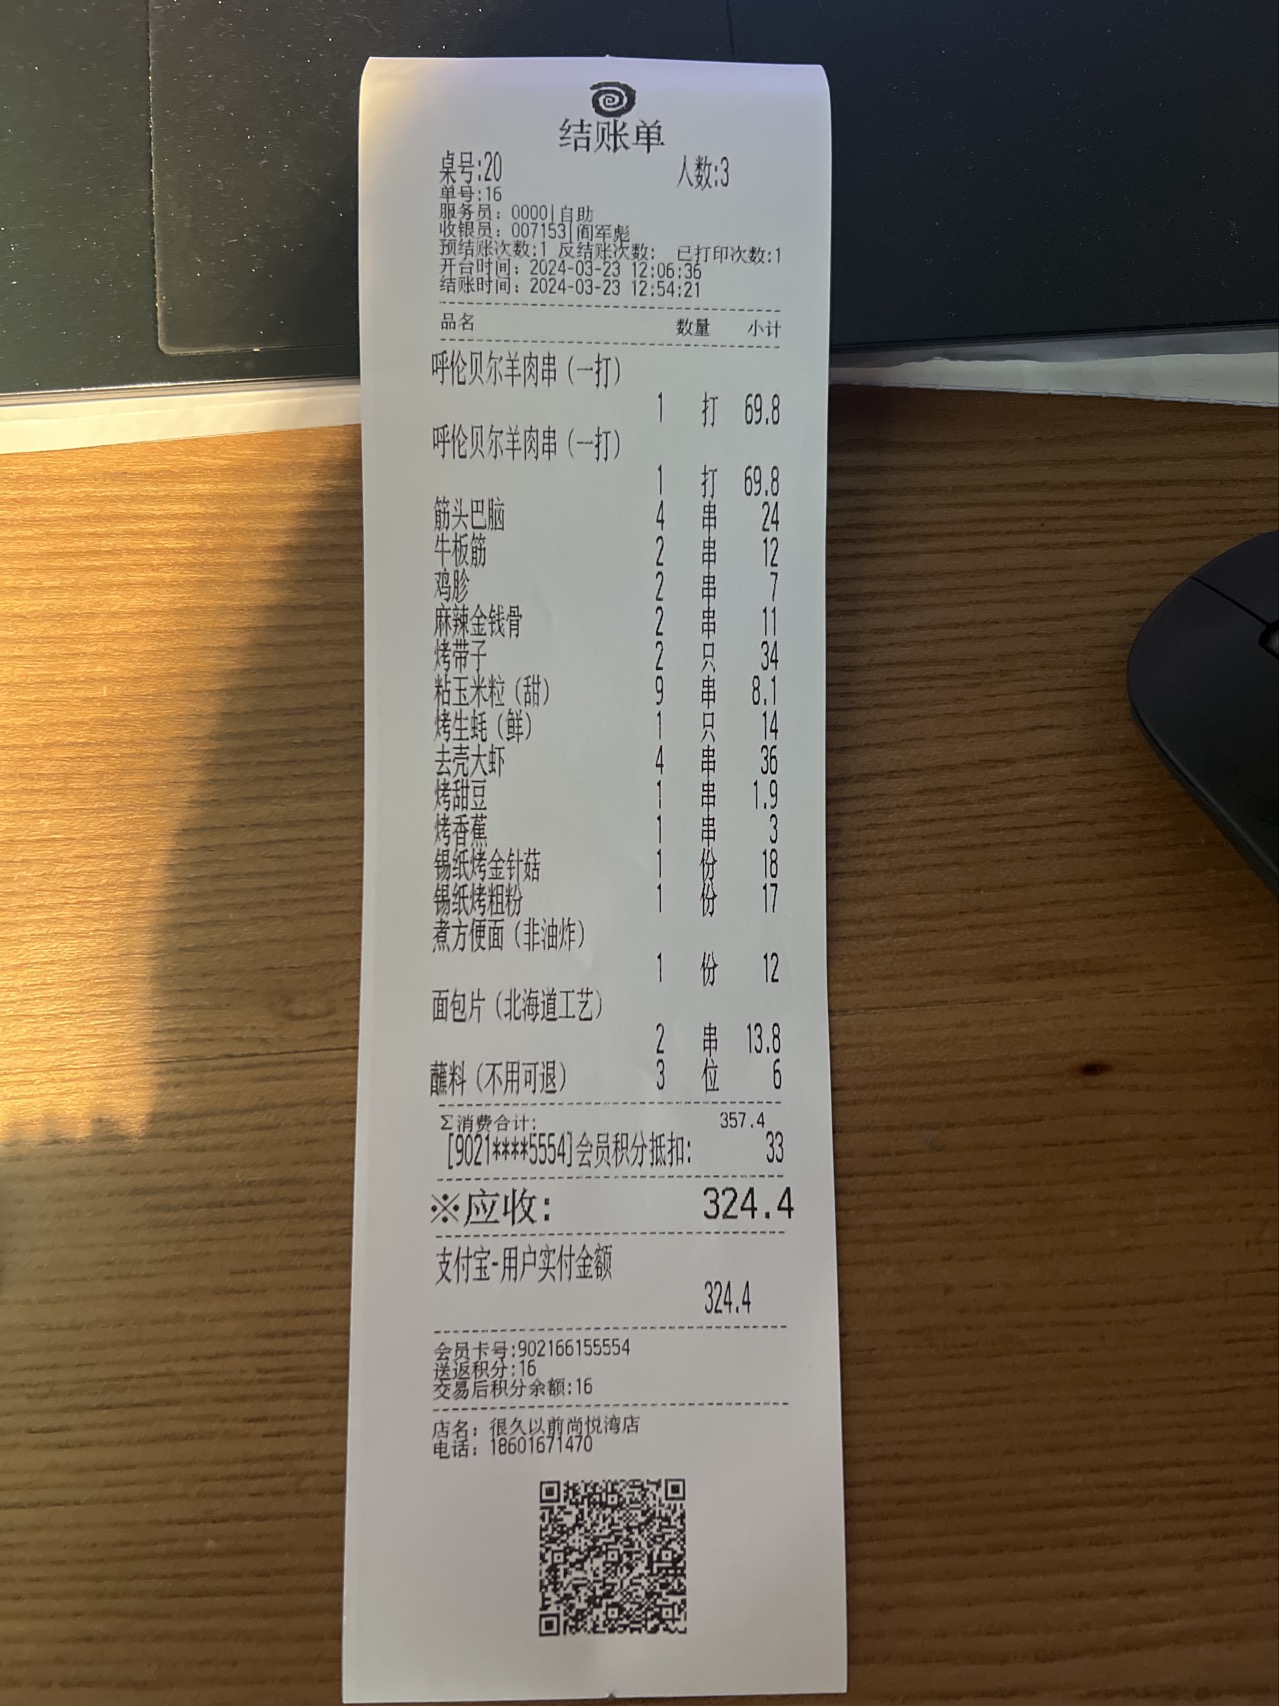 结账单
桌号:20 人数:3
单号:16
服务员: 0000|自助
收银员: 007153|阎军彪
预结账次数:1 反结账次数: 已打印次数:1
开台时间: 2024-03-23 12:06:36
结账时间: 2024-03-23 12:54:21
品名 数量 小计
呼伦贝尔羊肉串(一打)
1 打 69.8
呼伦贝尔羊肉串(一打)
1 打 69.8
筋头巴脑 4 串 24
牛板筋 2 串 12
鸡胗 2 串 7
麻辣金钱骨 2 串 11
烤带子 2 只 34
粘玉米粒(甜) 9 串 8.1
烤生蚝(鲜) 1 只 14
去壳大虾 4 串 36
烤甜豆 1 串 1.9
烤香蕉 1 串 3
锡纸烤金针菇 1 份 18
锡纸烤粗粉 1 份 17
煮方便面(非油炸)
1 份 12
面包片(北海道工艺)
2 串 13.8
蘸料(不用可退) 3 位 6
Σ消费合计: 357.4
[9021****5554]会员积分抵扣: 33
※应收: 324.4
支付宝-用户实付金额
324.4
会员卡号:902166155554
送返积分:16
交易后积分余额:16
店名: 很久以前尚悦湾店
电话: 18601671470